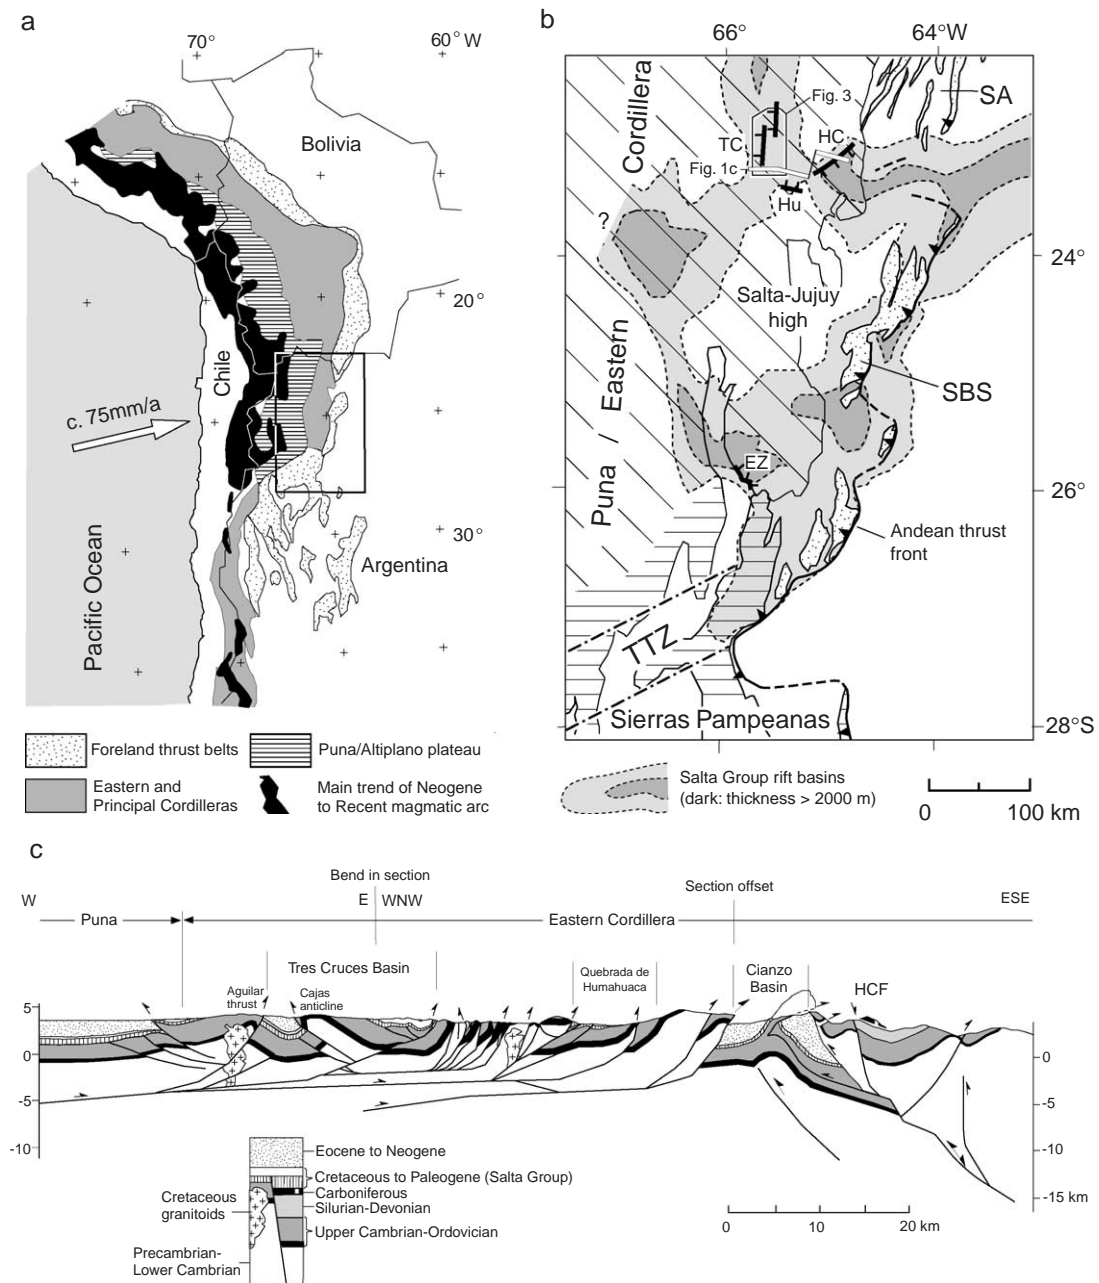 a
70°
60° W
Bolivia
20°
Chile
c. 75mm/a
30°
Argentina
Pacific Ocean
Foreland thrust belts
Puna/Altiplano plateau
Eastern and
Principal Cordilleras
Main trend of Neogene
to Recent magmatic arc
b
66°
64°W
Puna / Eastern Cordillera
Fig. 3
SA
TC
HC
Fig. 1c
Hu
?
24°
Salta-Jujuy
high
SBS
EZ
26°
Andean thrust
front
TTZ
Sierras Pampeanas
28°S
Salta Group rift basins
(dark: thickness > 2000 m)
0
100 km
c
Bend in section
Section offset
W
E
WNW
ESE
Puna
Eastern Cordillera
Tres Cruces Basin
Quebrada de
Humahuaca
Cianzo
Basin
Aguilar
thrust
Cajas
anticline
HCF
5
0
-5
-10
0
-5
-10
-15 km
Eocene to Neogene
Cretaceous to Paleogene (Salta Group)
Carboniferous
Silurian-Devonian
Upper Cambrian-Ordovician
Cretaceous
granitoids
Precambrian-
Lower Cambrian
0
10
20 km